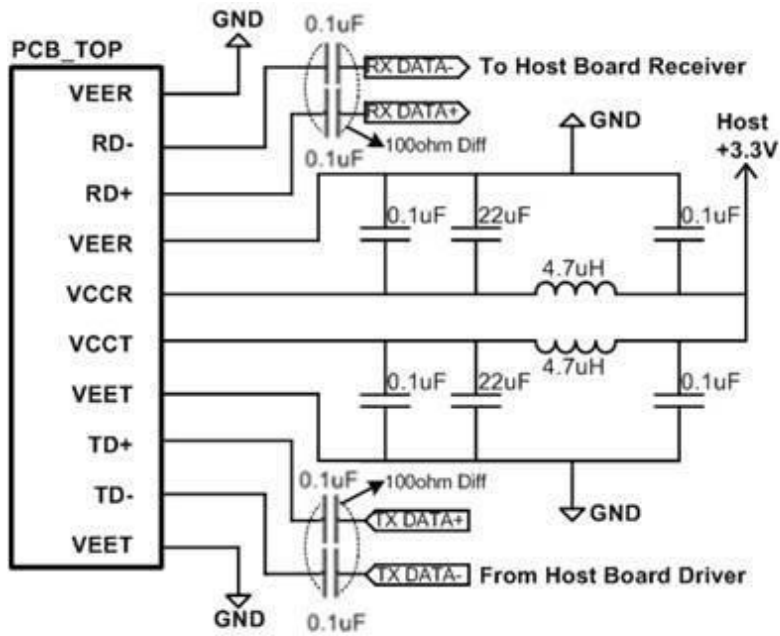 GND
0.1uF
PCB_TOP
RX DATA-
To Host Board Receiver
VEER
RX DATA+
GND
Host
+3.3V
RD-
100ohm Diff
0.1uF
RD+
0.1uF
22uF
0.1uF
VEER
4.7uH
VCCR
VCCT
4.7uH
0.1uF
22uF
0.1uF
VEET
TD+
0.1uF
100ohm Diff
TD-
TX DATA+
GND
VEET
TX DATA-
From Host Board Driver
GND
0.1uF